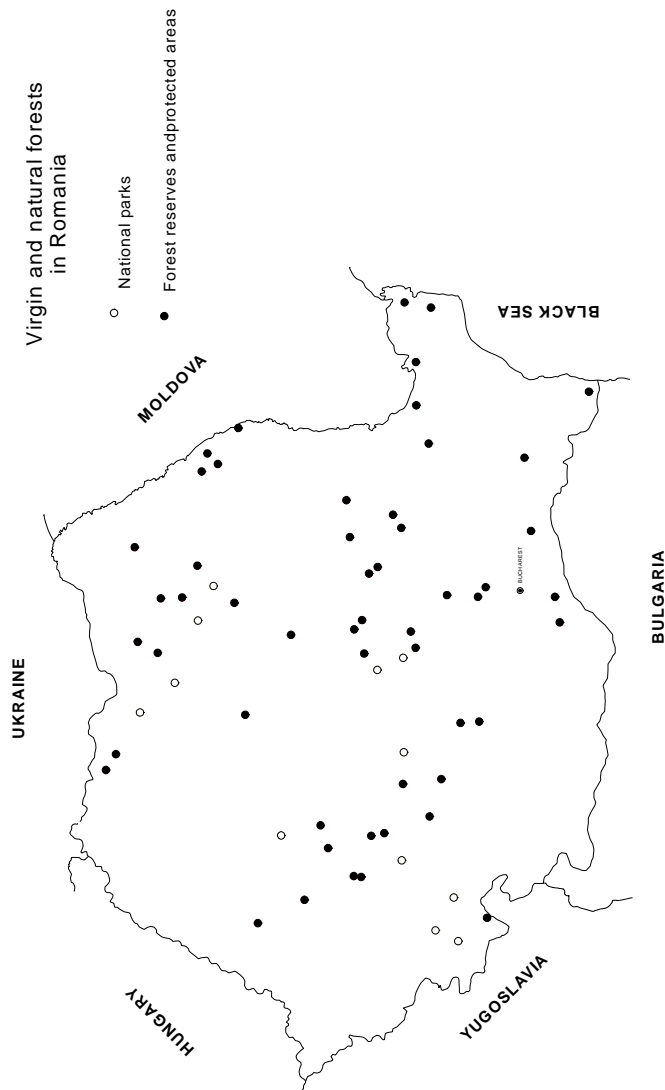 Virgin and natural forests
in Romania
National parks
Forest reserves andprotected areas
MOLDOVA
UKRAINE
BLACK SEA
BUCHAREST
BULGARIA
HUNGARY
YUGOSLAVIA